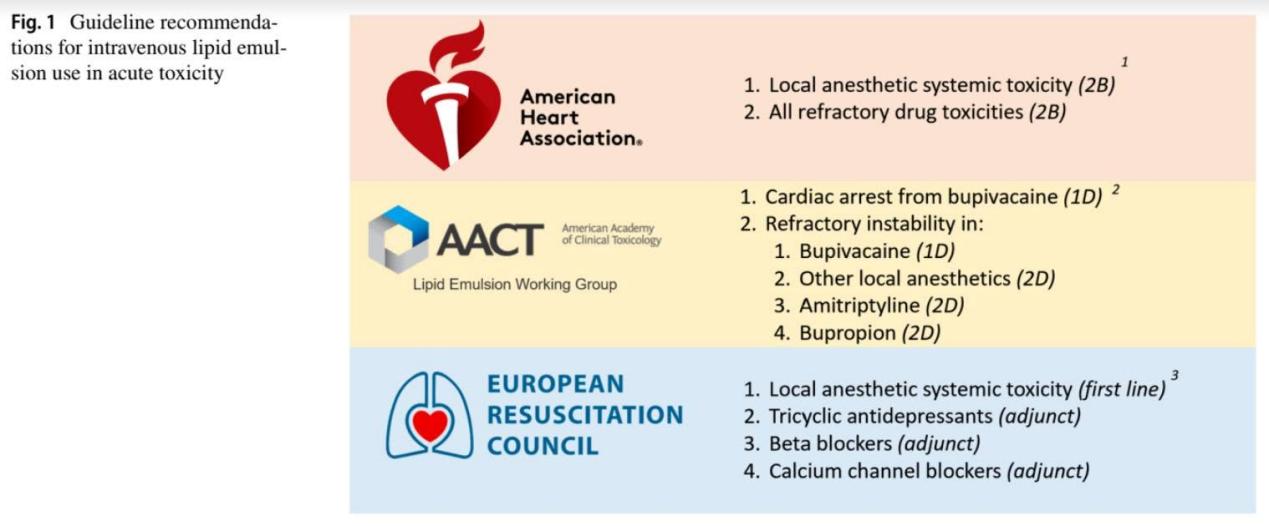 Fig. 1 Guideline recommenda-
tions for intravenous lipid emul-
sion use in acute toxicity
American
Heart
Association®
1. Local anesthetic systemic toxicity (2B) 1
2. All refractory drug toxicities (2B)
AACT
American Academy
of Clinical Toxicology
Lipid Emulsion Working Group
1. Cardiac arrest from bupivacaine (1D) 2
2. Refractory instability in:
1. Bupivacaine (1D)
2. Other local anesthetics (2D)
3. Amitriptyline (2D)
4. Bupropion (2D)
EUROPEAN
RESUSCITATION
COUNCIL
1. Local anesthetic systemic toxicity (first line) 3
2. Tricyclic antidepressants (adjunct)
3. Beta blockers (adjunct)
4. Calcium channel blockers (adjunct)